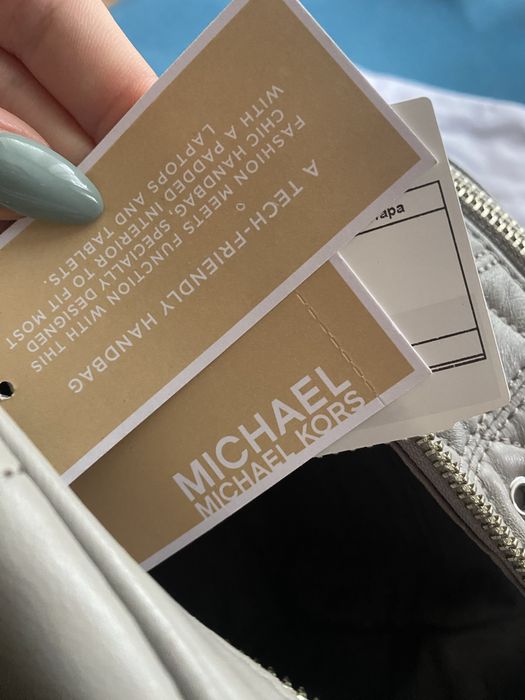 A TECH-FRIENDLY HANDBAG
FASHION MEETS FUNCTION WITH THIS
CHIC HANDBAG, SPECIALLY DESIGNED
WITH A PADDED INTERIOR TO FIT MOST
LAPTOPS AND TABLETS.
MICHAEL
MICHAEL KORS